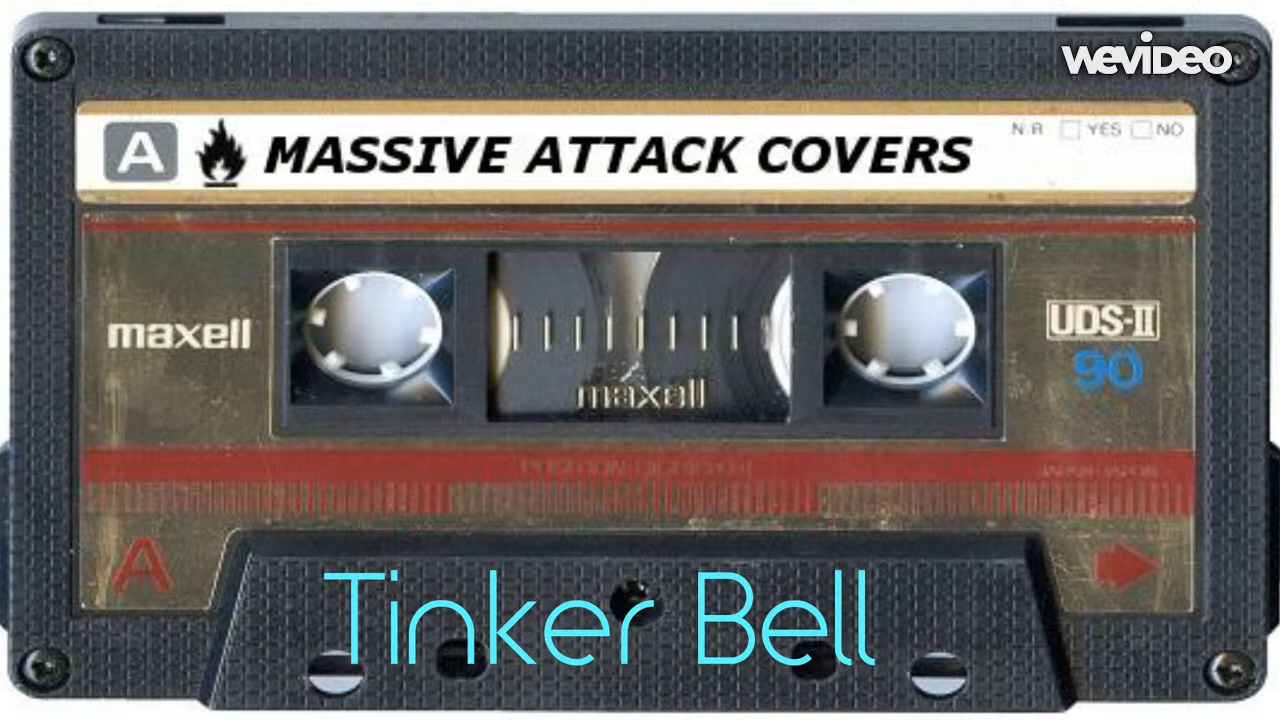 WEVIDEO
A MASSIVE ATTACK COVERS
N·R YES NO
maxell
UDS-II
90
maxell
A
Tinker Bell